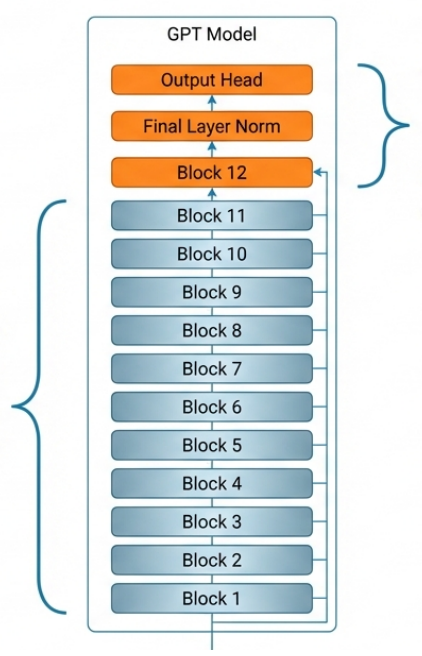 GPT Model
Output Head
Final Layer Norm
Block 12
Block 11
Block 10
Block 9
Block 8
Block 7
Block 6
Block 5
Block 4
Block 3
Block 2
Block 1